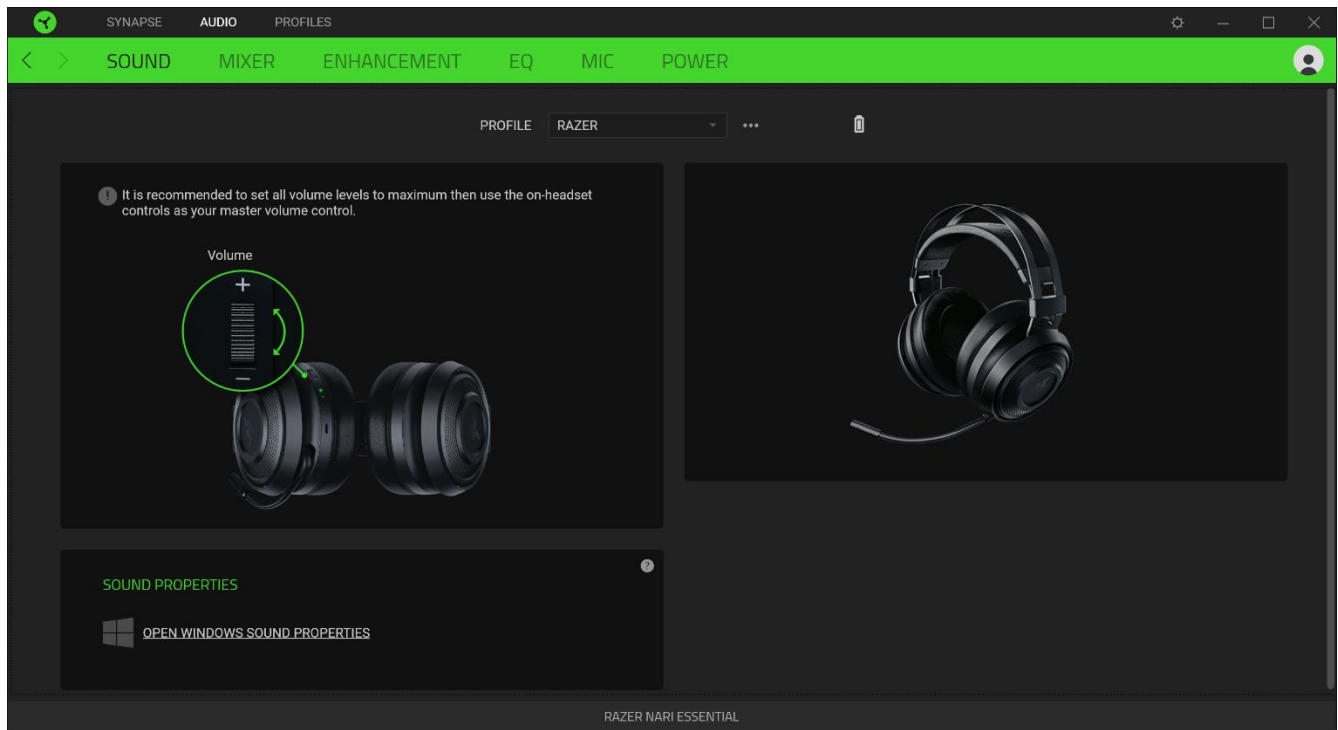 SYNAPSE AUDIO PROFILES
SOUND MIXER ENHANCEMENT EQ MIC POWER
PROFILE RAZER
It is recommended to set all volume levels to maximum then use the on-headset
controls as your master volume control.
Volume
+
−
SOUND PROPERTIES
?
OPEN WINDOWS SOUND PROPERTIES
RAZER NARI ESSENTIAL